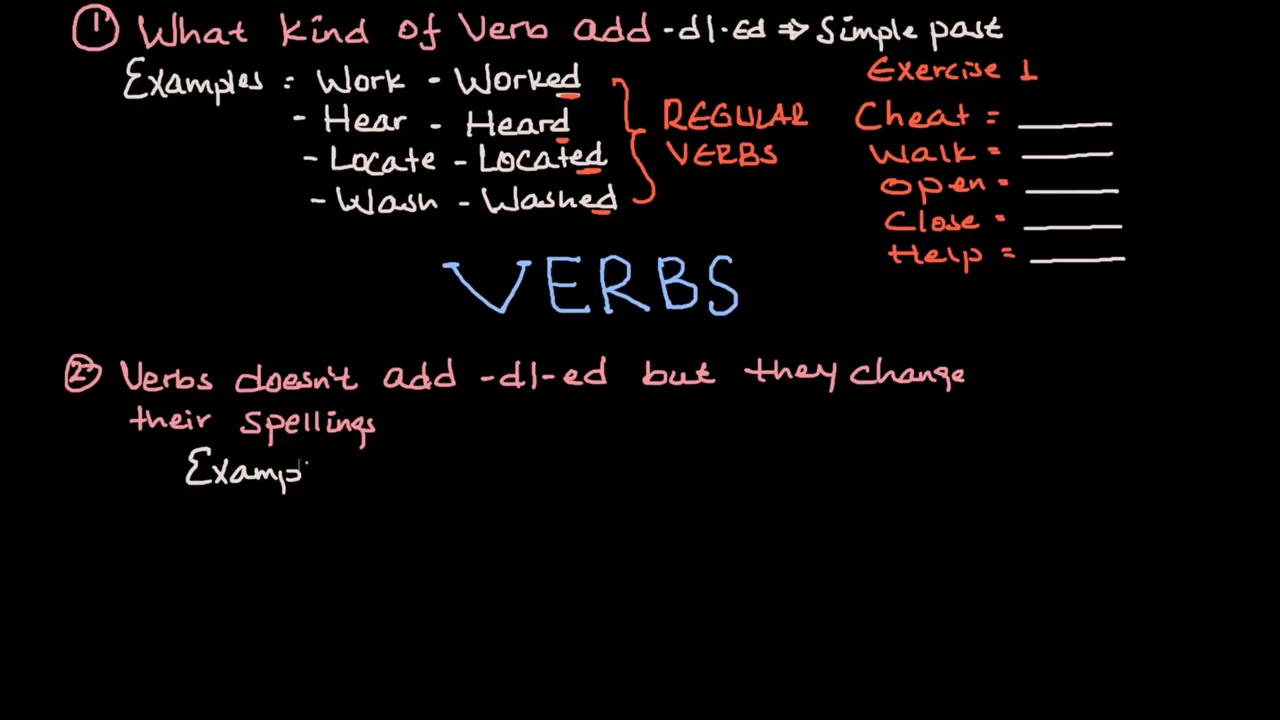 1 What kind of Verb add -d|-Ed ⇒ Simple past
Examples = Work - Worked
- Hear - Heard
- Locate - Located
- Wash - Washed
REGULAR
VERBS
Exercise 1
Cheat = ______
Walk = ______
Open = ______
Close = ______
Help = ______
VERBS
2 Verbs doesn't add -d|-ed but they change
their spellings
Examp